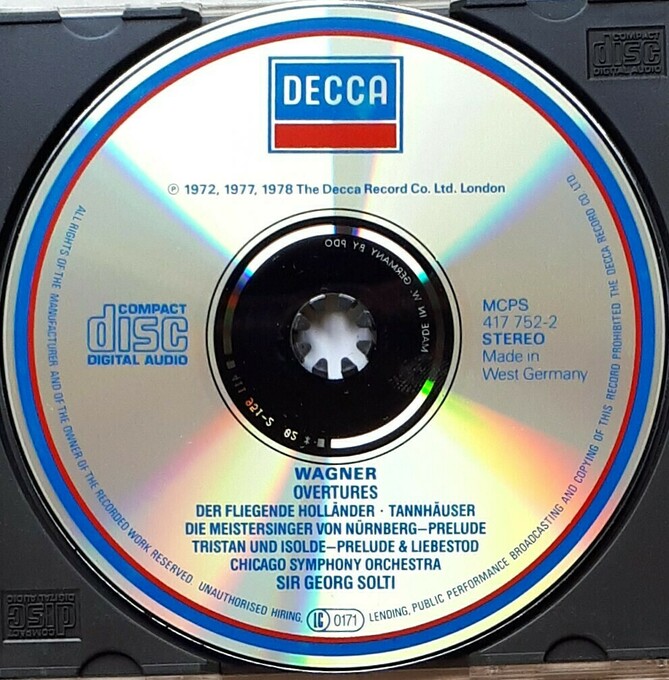 DECCA
℗ 1972, 1977, 1978 The Decca Record Co. Ltd. London
ALL RIGHTS OF THE MANUFACTURER AND OF THE OWNER OF THE RECORDED WORK RESERVED. UNAUTHORISED HIRING, LENDING, PUBLIC PERFORMANCE BROADCASTING AND COPYING OF THIS RECORD PROHIBITED THE DECCA RECORD CO LTD
COMPACT
disc
DIGITAL AUDIO
MCPS
417 752-2
STEREO
Made in
West Germany
MADE IN W. GERMANY BY PDO
WAGNER
OVERTURES
DER FLIEGENDE HOLLÄNDER · TANNHÄUSER
DIE MEISTERSINGER VON NÜRNBERG—PRELUDE
TRISTAN UND ISOLDE—PRELUDE & LIEBESTOD
CHICAGO SYMPHONY ORCHESTRA
SIR GEORG SOLTI
LC 0171
COMPACT
disc
DIGITAL AUDIO
COMPACT
disc
DIGITAL AUDIO